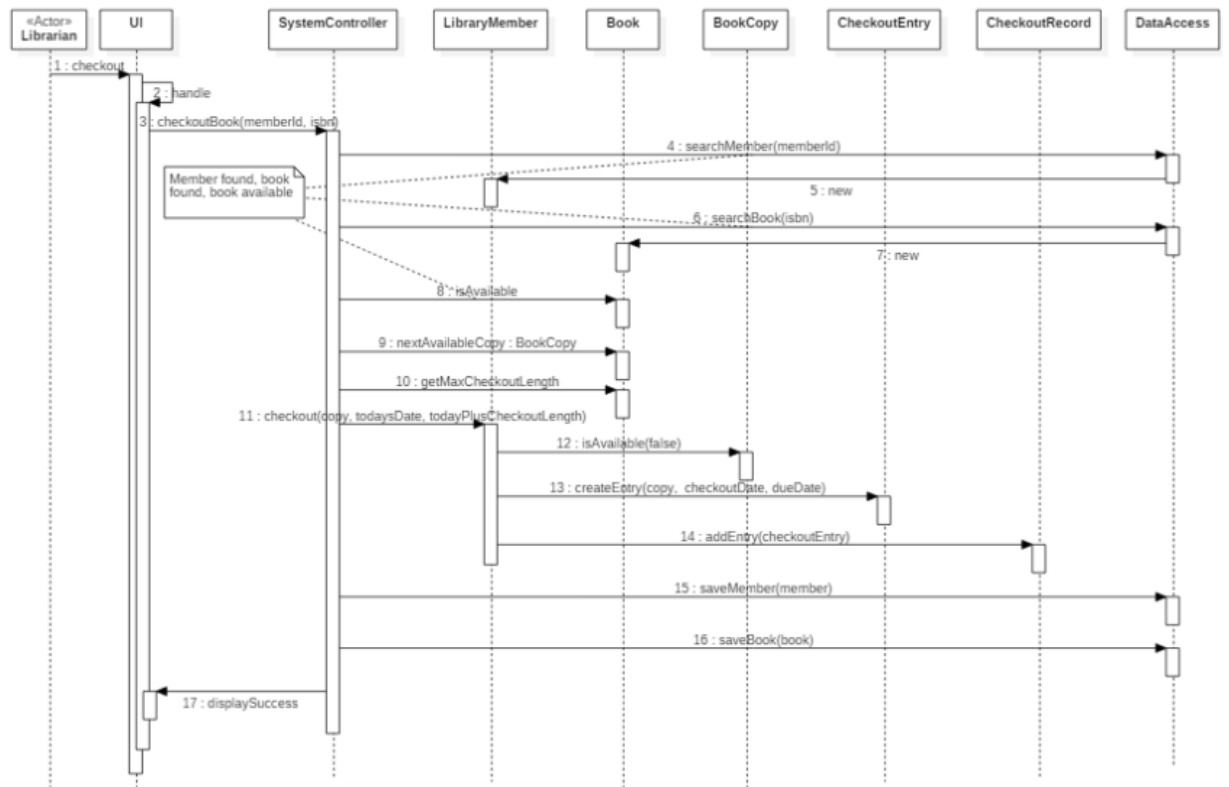 «Actor»
Librarian
UI
SystemController
LibraryMember
Book
BookCopy
CheckoutEntry
CheckoutRecord
DataAccess
1 : checkout
2 : handle
3 : checkoutBook(memberId, isbn)
4 : searchMember(memberId)
Member found, book
found, book available
5 : new
6 : searchBook(isbn)
7 : new
8 : isAvailable
9 : nextAvailableCopy : BookCopy
10 : getMaxCheckoutLength
11 : checkout(copy, todaysDate, todayPlusCheckoutLength)
12 : isAvailable(false)
13 : createEntry(copy, checkoutDate, dueDate)
14 : addEntry(checkoutEntry)
15 : saveMember(member)
16 : saveBook(book)
17 : displaySuccess